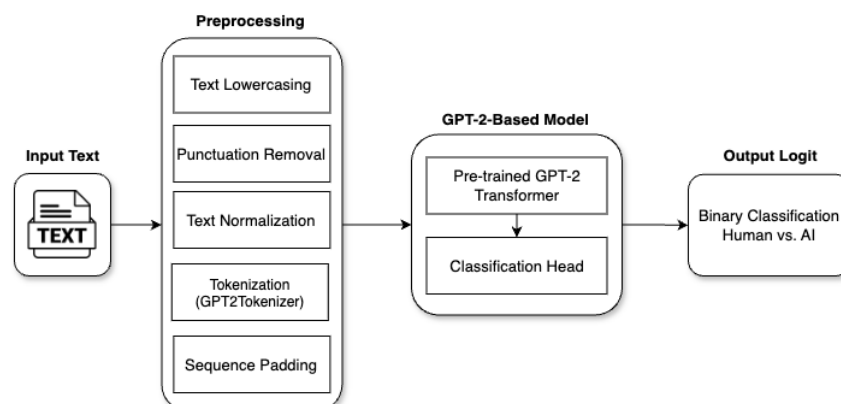 Preprocessing
Text Lowercasing
Punctuation Removal
Text Normalization
Tokenization
(GPT2Tokenizer)
Sequence Padding
Input Text
TEXT
GPT-2-Based Model
Pre-trained GPT-2
Transformer
Classification Head
Output Logit
Binary Classification
Human vs. AI